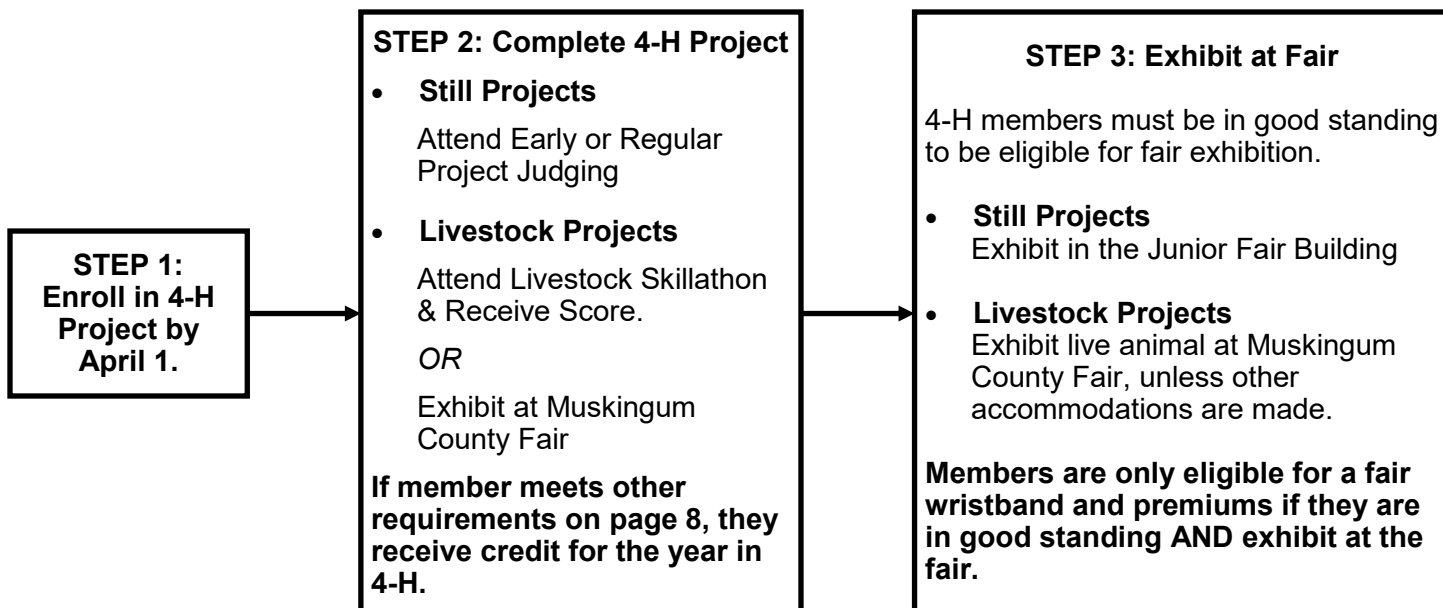 STEP 1:
Enroll in 4-H
Project by
April 1.
STEP 2: Complete 4-H Project
• Still Projects
Attend Early or Regular
Project Judging
• Livestock Projects
Attend Livestock Skillathon
& Receive Score.
OR
Exhibit at Muskingum
County Fair
If member meets other
requirements on page 8, they
receive credit for the year in
4-H.
STEP 3: Exhibit at Fair
4-H members must be in good standing
to be eligible for fair exhibition.
• Still Projects
Exhibit in the Junior Fair Building
• Livestock Projects
Exhibit live animal at Muskingum
County Fair, unless other
accommodations are made.
Members are only eligible for a fair
wristband and premiums if they are
in good standing AND exhibit at the
fair.